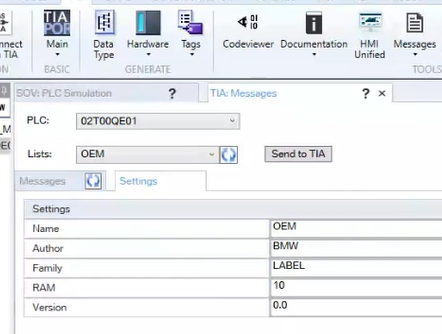 TIA
POR
nnect
TIA
Main
Data
Type
Hardware
Tags
Codeviewer
Documentation
HMI
Unified
Messages
BASIC
GENERATE
TOOLS
SOV: PLC Simulation ?
TIA: Messages ? ×
PLC: 02T00QE01
Lists: OEM Send to TIA
Messages Settings
Settings
Name OEM
Author BMW
Family LABEL
RAM 10
Version 0.0